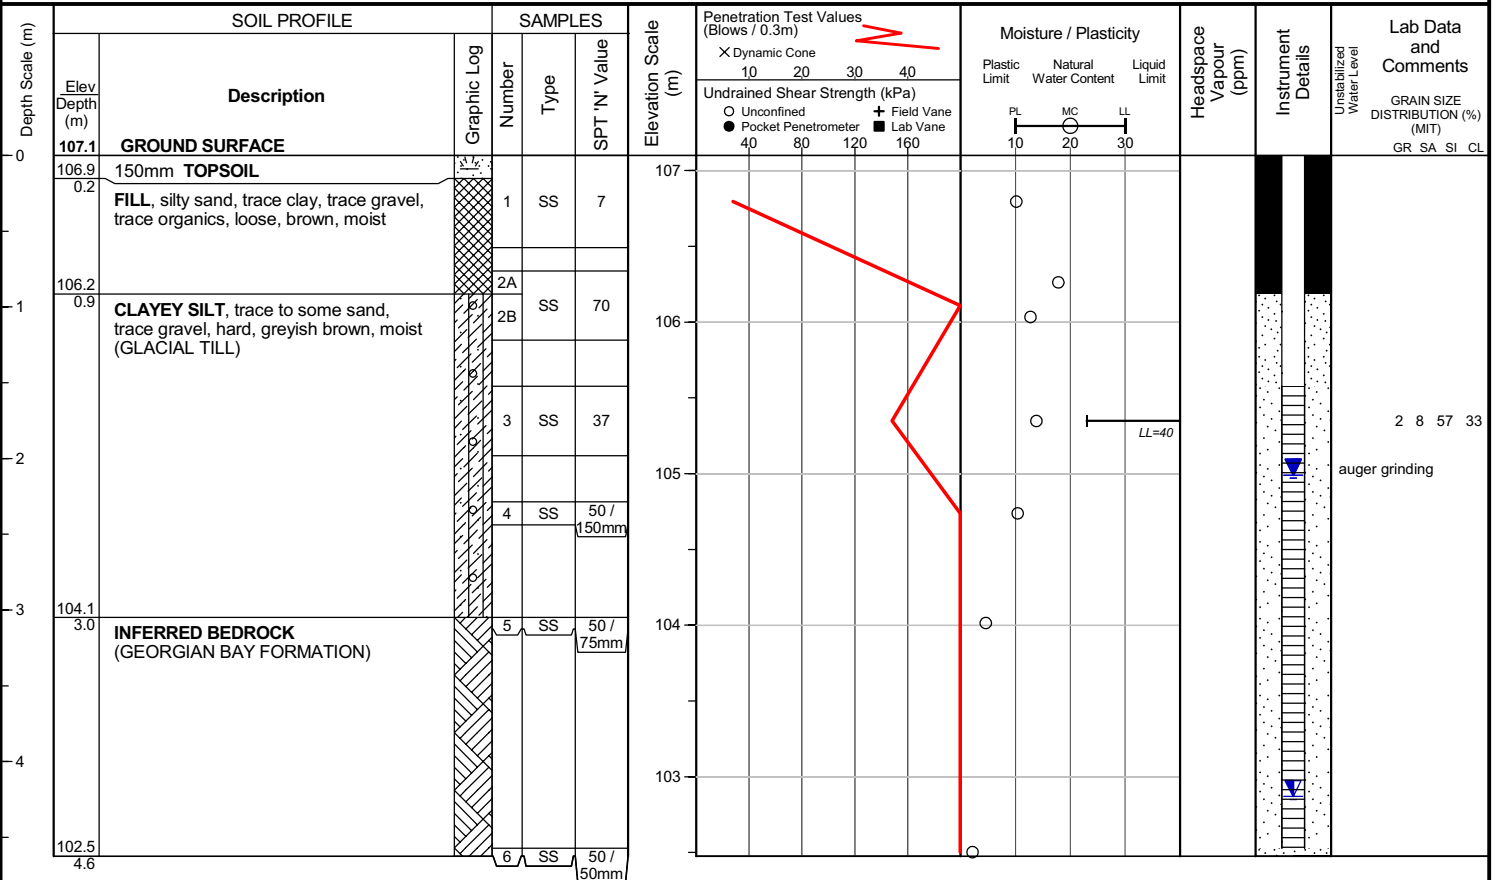 SOIL PROFILE
SAMPLES
Depth Scale (m)
Elev
Depth
(m)
Description
Graphic Log
Number
Type
SPT 'N' Value
Elevation Scale
(m)
Penetration Test Values
(Blows / 0.3m)
× Dynamic Cone
10 20 30 40
Undrained Shear Strength (kPa)
Unconfined
+ Field Vane
Pocket Penetrometer
Lab Vane
40 80 120 160
Moisture / Plasticity
Plastic
Limit
Natural
Water Content
Liquid
Limit
PL MC LL
10 20 30
Headspace
Vapour
(ppm)
Instrument
Details
Unstabilized
Water Level
Lab Data
and
Comments
GRAIN SIZE
DISTRIBUTION (%)
(MIT)
GR SA SI CL
107.1 GROUND SURFACE
0
106.9 150mm TOPSOIL
0.2
FILL, silty sand, trace clay, trace gravel,
trace organics, loose, brown, moist
1 SS 7
107
106.2
0.9
2A
2B
SS 70
1
CLAYEY SILT, trace to some sand,
trace gravel, hard, greyish brown, moist
(GLACIAL TILL)
106
3 SS 37
LL=40
2 8 57 33
2
105
auger grinding
4 SS 50 /
150mm
3
104.1
3.0
INFERRED BEDROCK
(GEORGIAN BAY FORMATION)
5 SS 50 /
75mm
104
4
103
102.5
4.6
6 SS 50 /
50mm